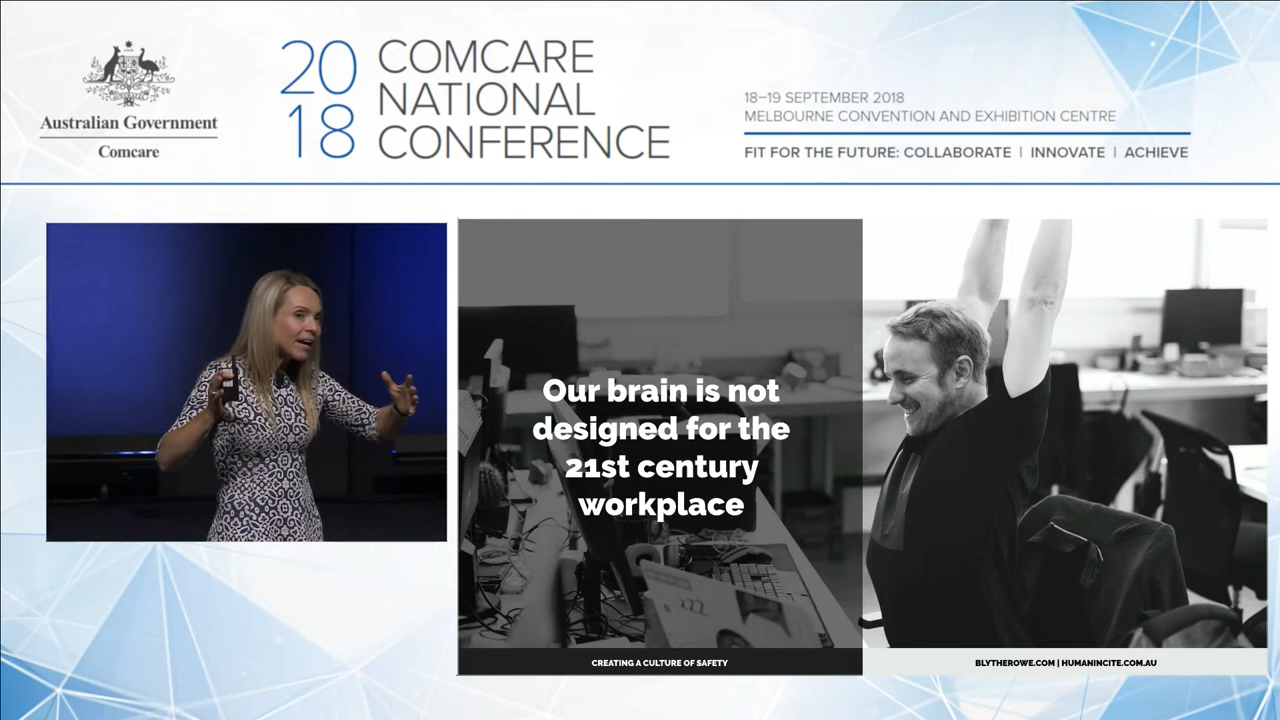 Australian Government
Comcare
20
18
COMCARE
NATIONAL
CONFERENCE
18–19 SEPTEMBER 2018
MELBOURNE CONVENTION AND EXHIBITION CENTRE
FIT FOR THE FUTURE: COLLABORATE | INNOVATE | ACHIEVE
Our brain is not
designed for the
21st century
workplace
CREATING A CULTURE OF SAFETY
BLYTHEROWE.COM | HUMANINCITE.COM.AU